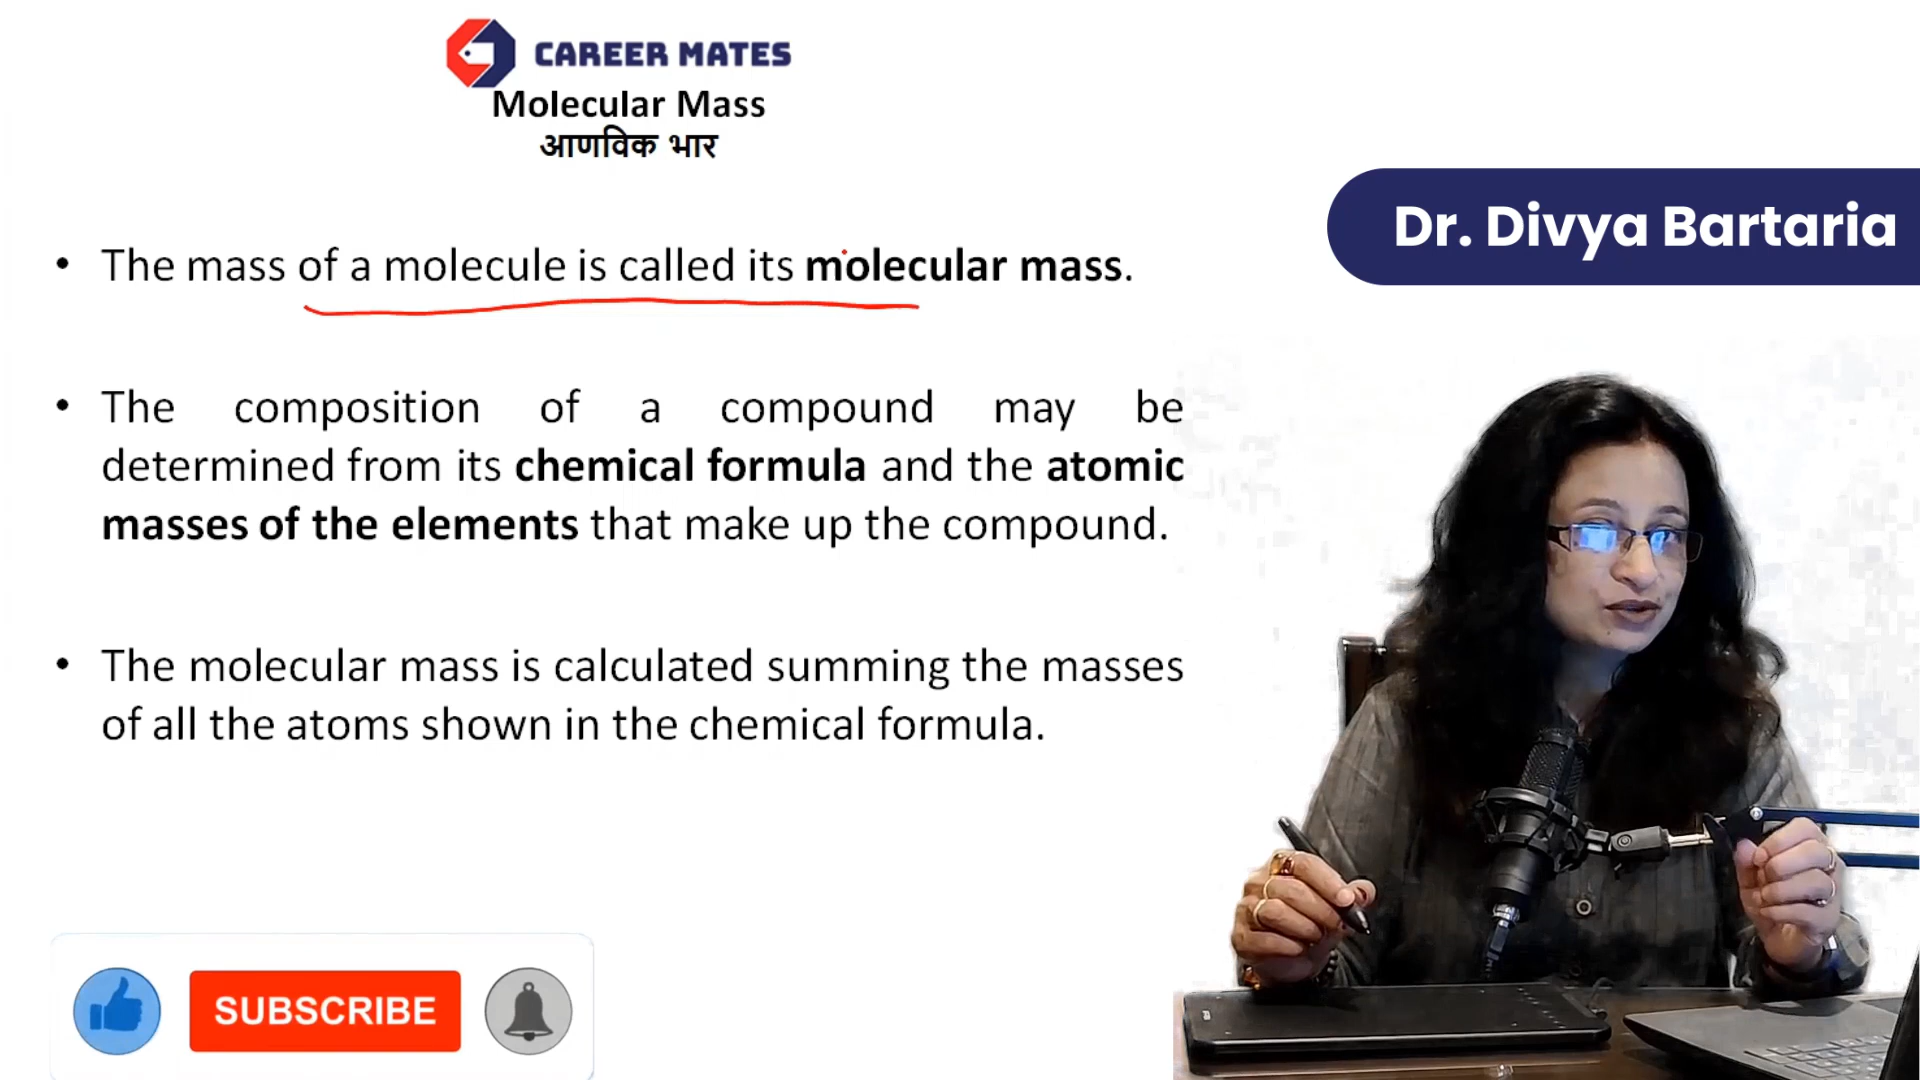 CAREER MATES
Molecular Mass
आणविक भार
Dr. Divya Bartaria
• The mass of a molecule is called its molecular mass.
• The composition of a compound may be
determined from its chemical formula and the atomic
masses of the elements that make up the compound.
• The molecular mass is calculated summing the masses
of all the atoms shown in the chemical formula.
SUBSCRIBE